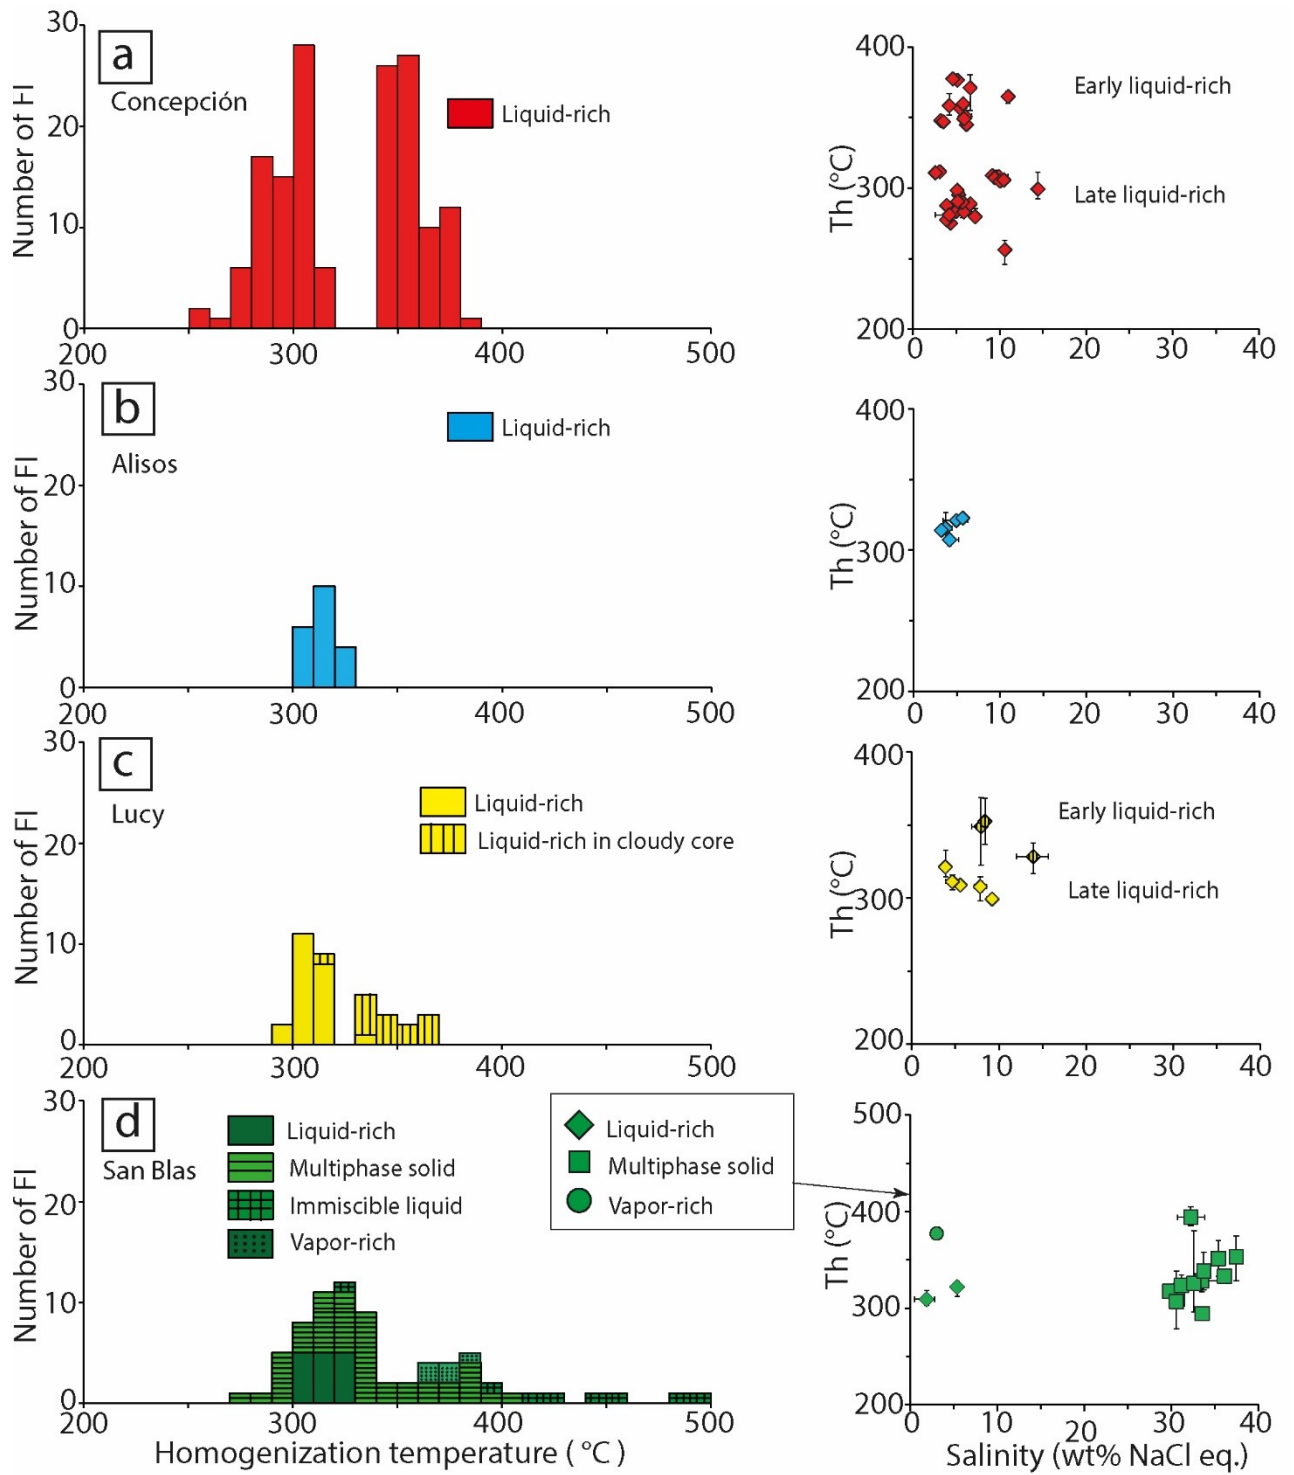 a
Concepción
Number of FI
30
20
10
0
200
300
400
500
Liquid-rich
Th (°C)
400
300
200
0
10
20
30
40
Early liquid-rich
Late liquid-rich
b
Alisos
Number of FI
30
20
10
0
200
300
400
500
Liquid-rich
Th (°C)
400
300
200
0
10
20
30
40
c
Lucy
Number of FI
30
20
10
0
200
300
400
500
Liquid-rich
Liquid-rich in cloudy core
Th (°C)
400
300
200
0
10
20
30
40
Early liquid-rich
Late liquid-rich
d
San Blas
Number of FI
30
20
10
0
200
300
400
500
Homogenization temperature ( °C )
Liquid-rich
Multiphase solid
Immiscible liquid
Vapor-rich
Liquid-rich
Multiphase solid
Vapor-rich
Th (°C)
500
400
300
200
0
10
20
30
40
Salinity (wt% NaCl eq.)